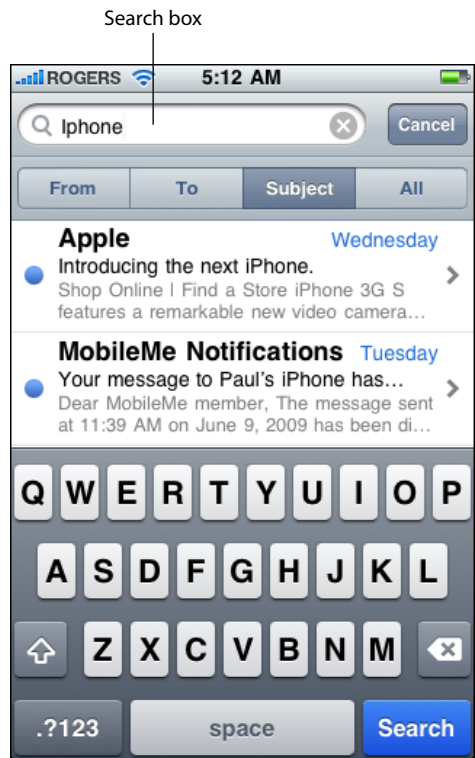 Search box
ROGERS 5:12 AM
Iphone Cancel
From To Subject All
Apple Wednesday
Introducing the next iPhone.
Shop Online | Find a Store iPhone 3G S
features a remarkable new video camera...
MobileMe Notifications Tuesday
Your message to Paul's iPhone has...
Dear MobileMe member, The message sent
at 11:39 AM on June 9, 2009 has been di...
Q W E R T Y U I O P
A S D F G H J K L
Z X C V B N M
.?123 space Search